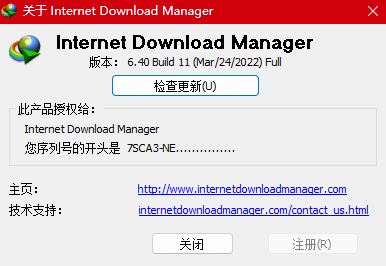 关于 Internet Download Manager
Internet Download Manager
版本： 6.40 Build 11 (Mar/24/2022) Full
检查更新(U)
此产品授权给:
Internet Download Manager
您序列号的开头是 7SCA3-NE...............
主页： http://www.internetdownloadmanager.com
技术支持： internetdownloadmanager.com/contact_us.html
关闭 注册(R)